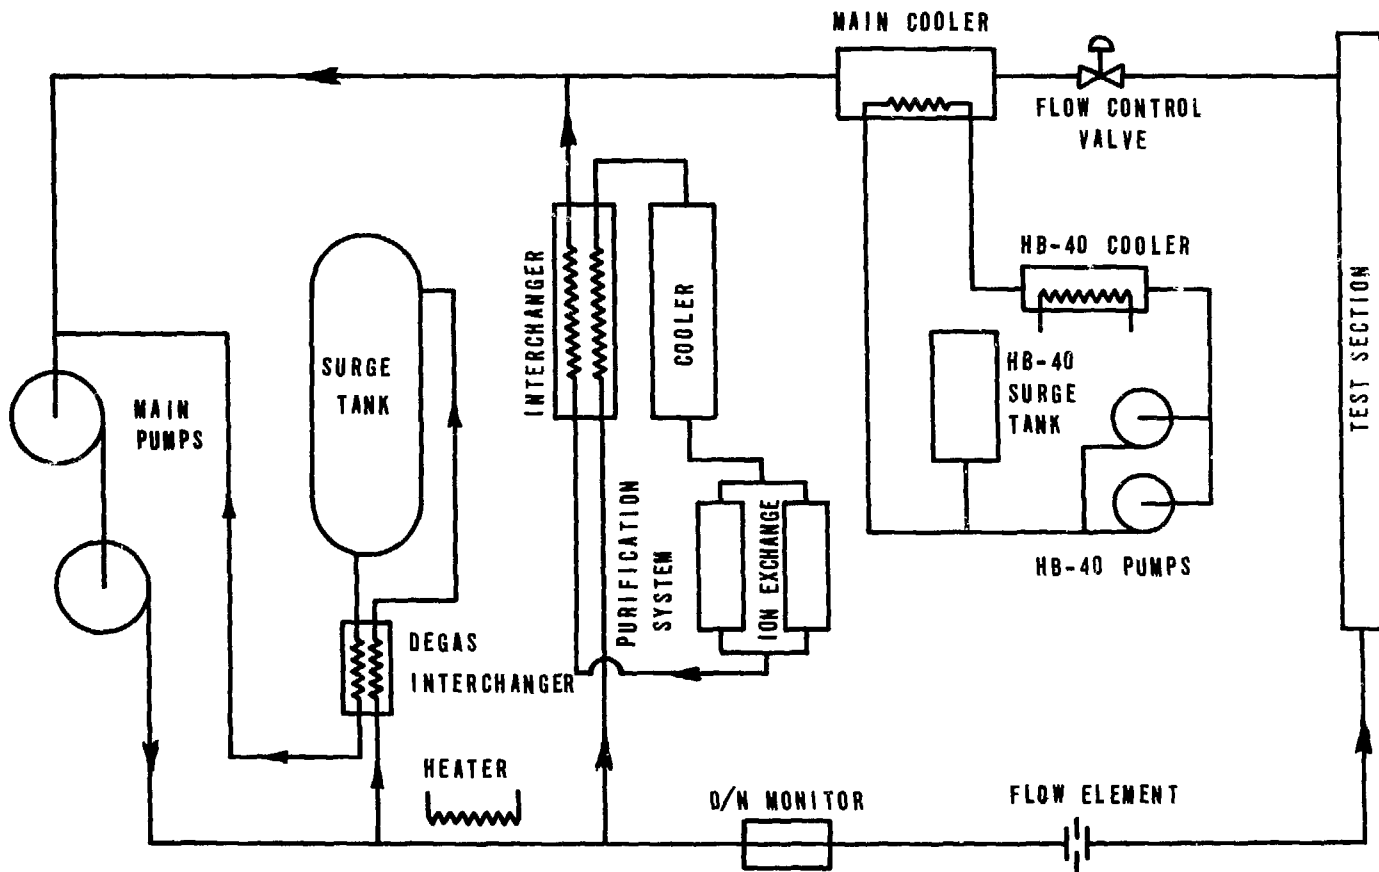 MAIN COOLER
FLOW CONTROL
VALVE
HB-40 COOLER
INTERCHANGER
COOLER
TEST SECTION
SURGE
TANK
HB-40
SURGE
TANK
MAIN
PUMPS
PURIFICATION
SYSTEM
ION EXCHANGE
HB-40 PUMPS
DEGAS
INTERCHANGER
HEATER
D/N MONITOR
FLOW ELEMENT